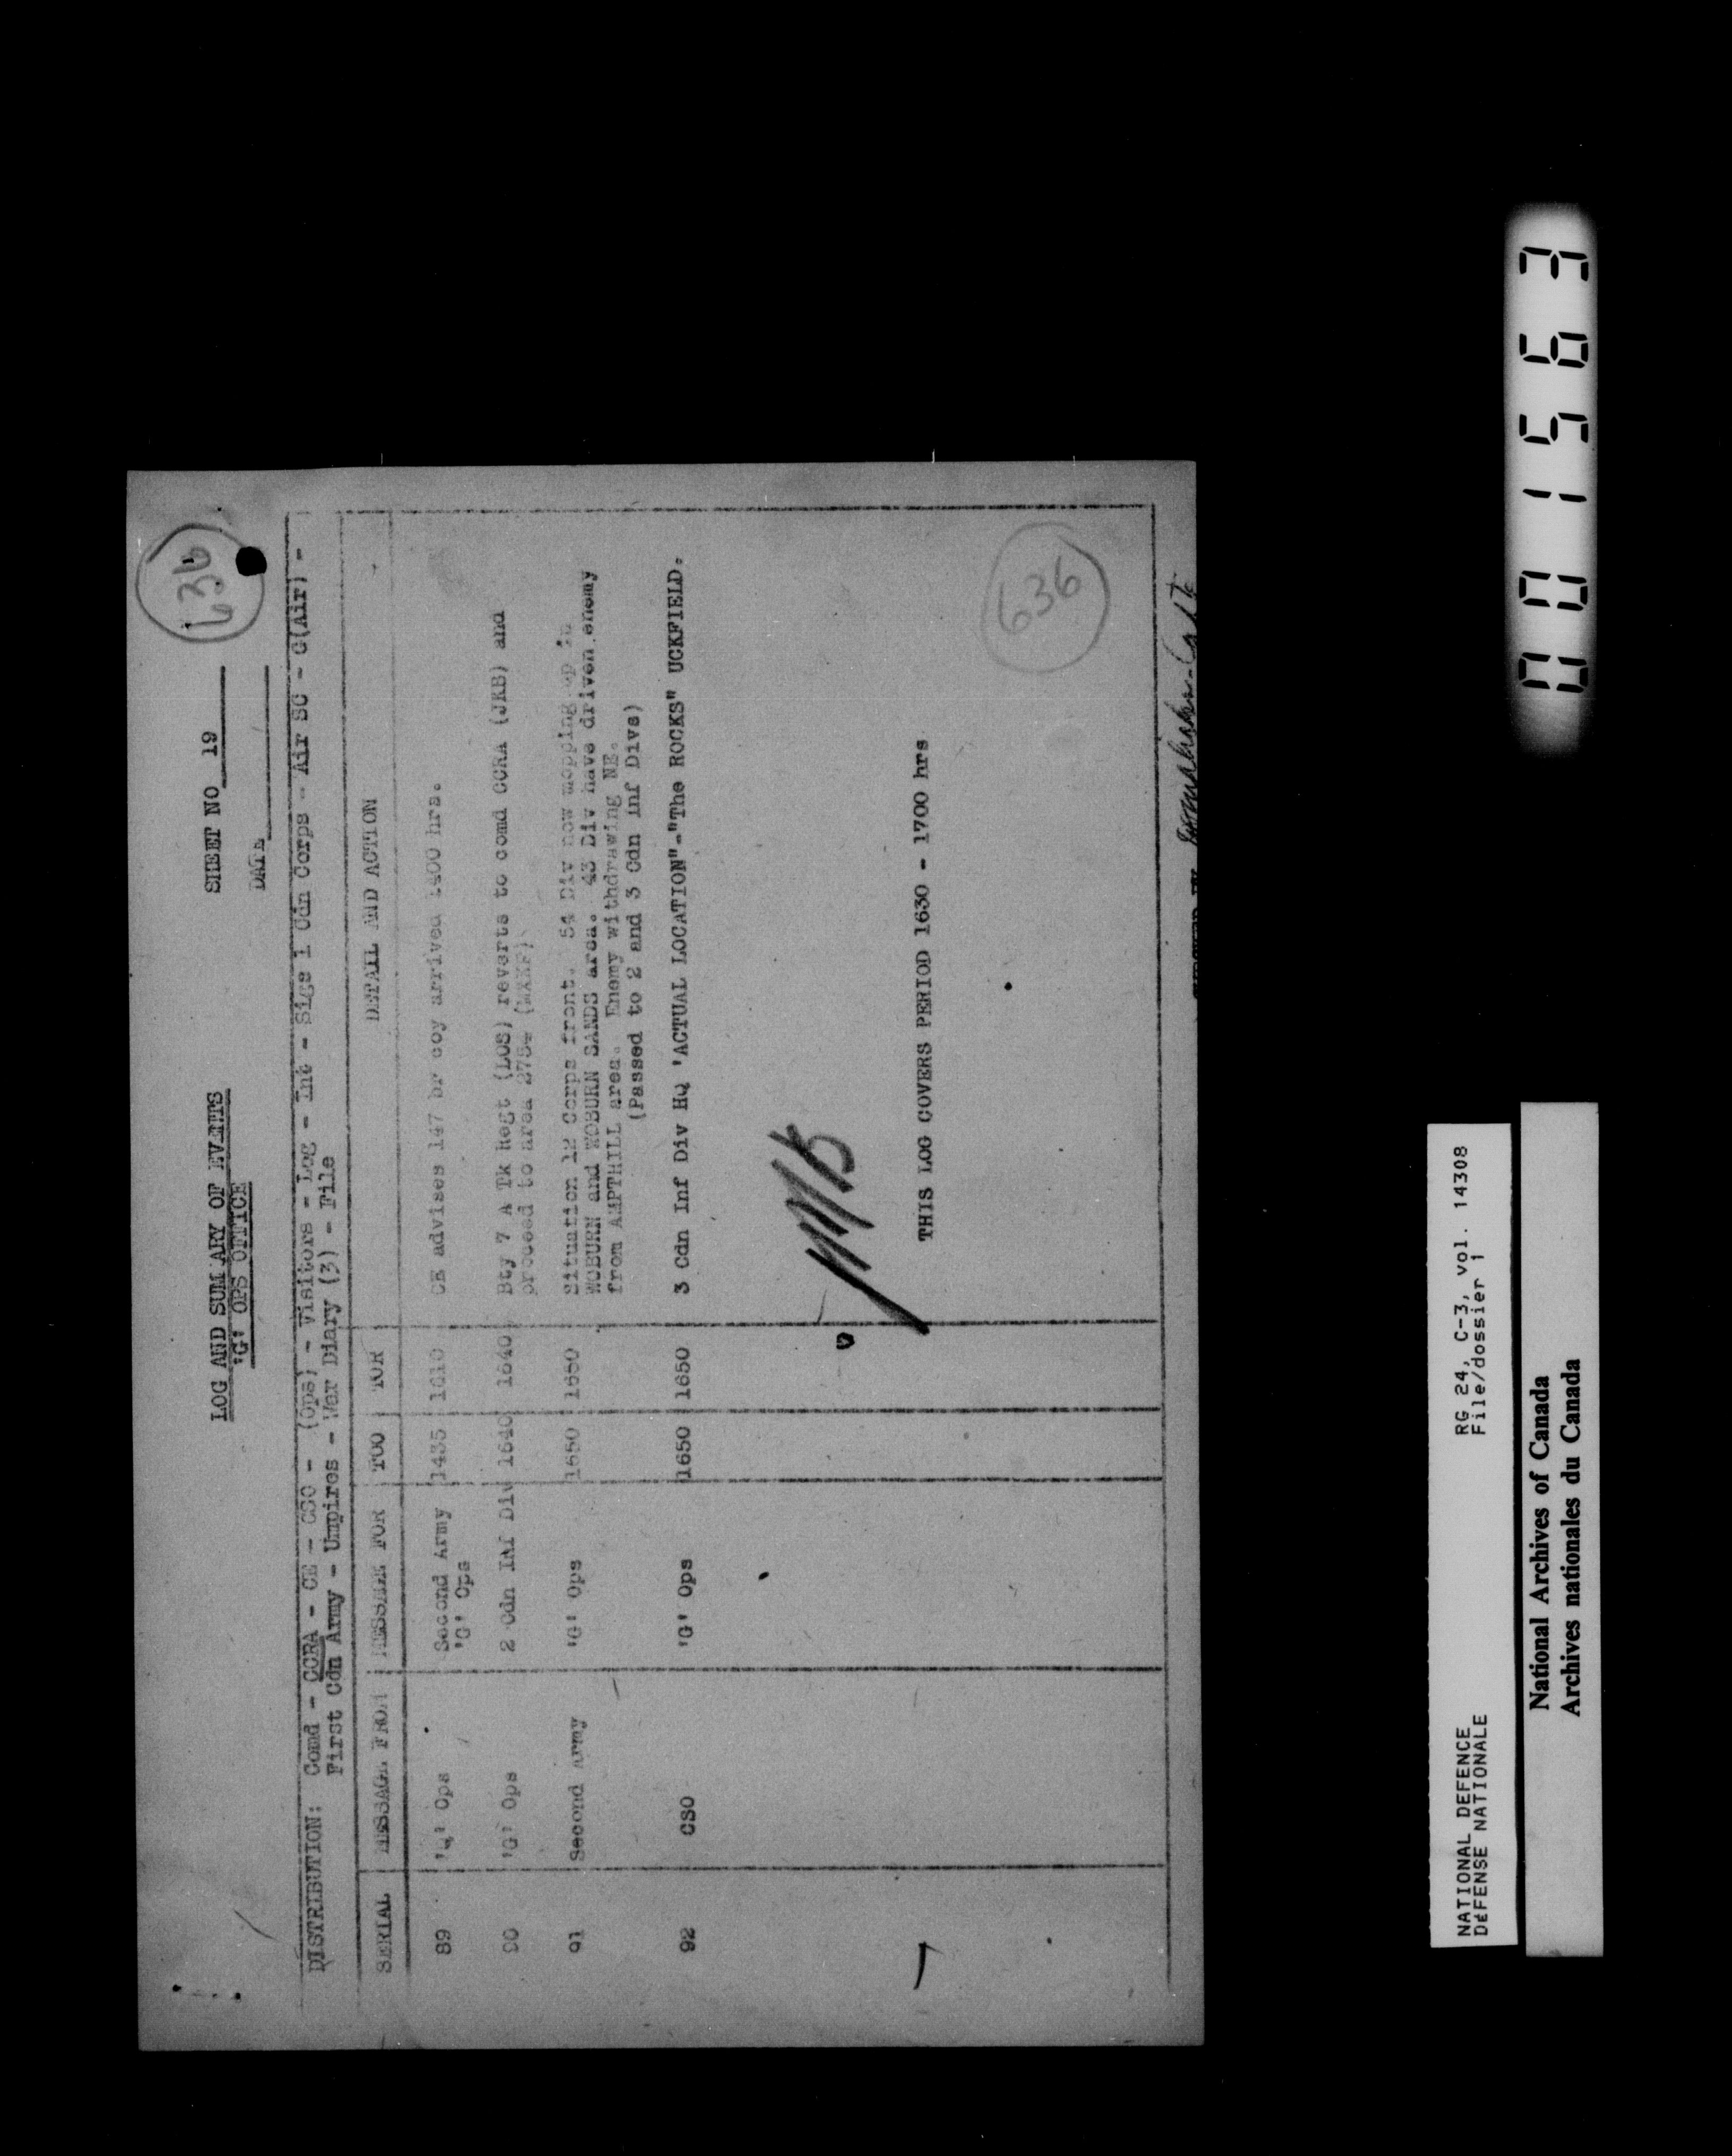 LOG AND SUMMARY OF EVENTS
'G' OPS OFFICE
SHEET NO 19
DATE
636
DISTRIBUTION: Comd - CCRA - CE - CSO - (Ops) - Visitors - Log - Int - Sigs 1 Cdn Corps - Air SC - G(Air) -
First Cdn Army - Umpires - War Diary (3) - File
SERIAL MESSAGE FROM MESSAGE FOR TOO TOR DETAIL AND ACTION
89 'Q' Ops Second Army 1435 1610 CE advises 147 br coy arrived 1400 hrs.
'G' Ops
90 'G' Ops 2 Cdn Inf Div 1640 1640 Bty 7 A Tk Regt (LOS) reverts to comd CCRA (JKB) and
proceed to area
91 Second Army 'G' Ops 1650 1650 Situation 12 Corps front. 54 Div now mopping up in
WOBURN and WOBURN SANDS area. 43 Div have driven enemy
from AMPTHILL area. Enemy withdrawing NE.
(Passed to 2 and 3 Cdn Inf Divs)
92 CSO 'G' Ops 1650 1650 3 Cdn Inf Div HQ 'ACTUAL LOCATION"-"The ROCKS" UCKFIELD.
THIS LOG COVERS PERIOD 1630 - 1700 hrs
636
NATIONAL DEFENCE RG 24, C-3, vol. 14308
DÉFENSE NATIONALE File/dossier 1
National Archives of Canada
Archives nationales du Canada
001563